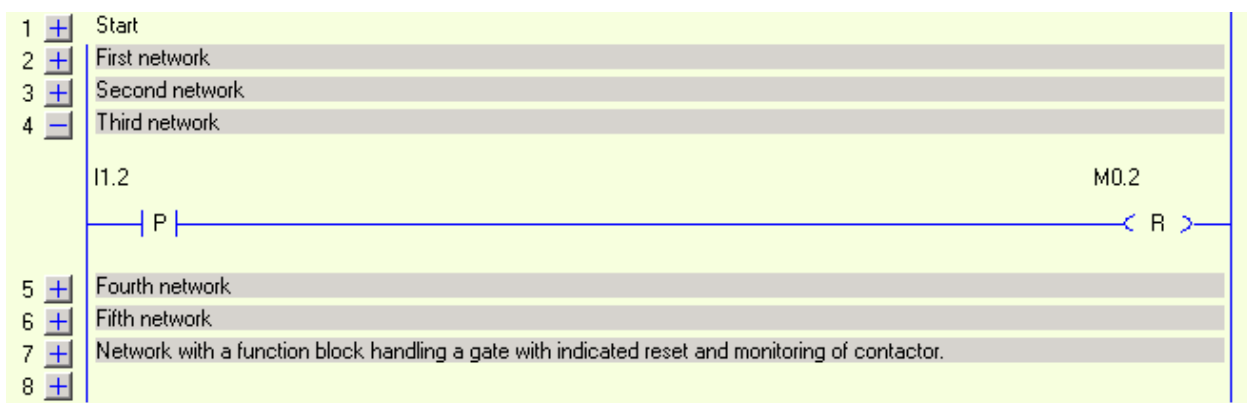 1 + Start
2 + First network
3 + Second network
4 − Third network
I1.2 M0.2
P R
5 + Fourth network
6 + Fifth network
7 + Network with a function block handling a gate with indicated reset and monitoring of contactor.
8 +